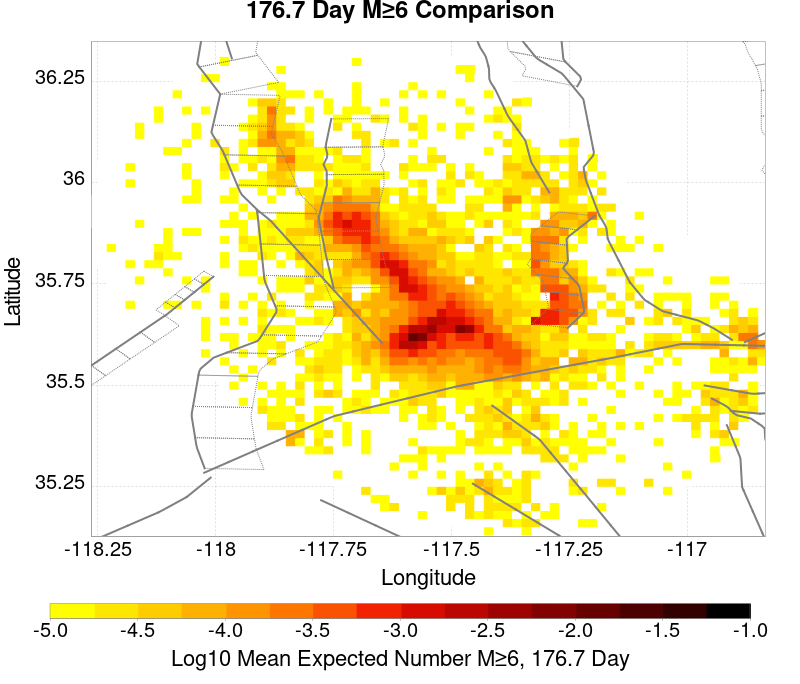 176.7 Day M≥6 Comparison
36.25
36
35.75
35.5
35.25
Latitude
-118.25 -118 -117.75 -117.5 -117.25 -117
Longitude
-5.0 -4.5 -4.0 -3.5 -3.0 -2.5 -2.0 -1.5 -1.0
Log10 Mean Expected Number M≥6, 176.7 Day